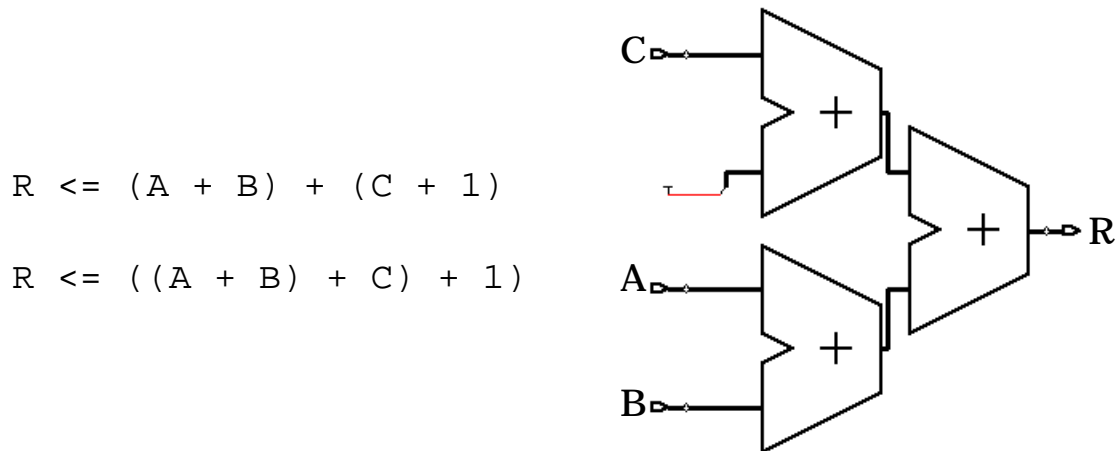 R <= (A + B) + (C + 1)
R <= ((A + B) + C) + 1)
C
+
+
R
A
+
B